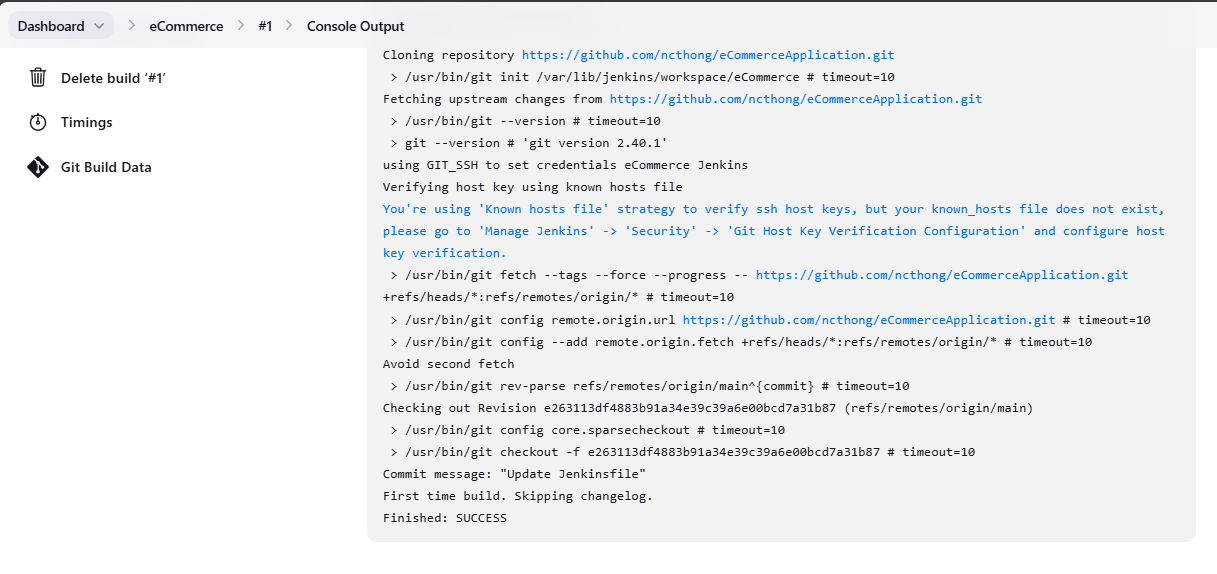 Dashboard
eCommerce
#1
Console Output
Delete build ‘#1’
Timings
Git Build Data
Cloning repository https://github.com/ncthong/eCommerceApplication.git
> /usr/bin/git init /var/lib/jenkins/workspace/eCommerce # timeout=10
Fetching upstream changes from https://github.com/ncthong/eCommerceApplication.git
> /usr/bin/git --version # timeout=10
> git --version # 'git version 2.40.1'
using GIT_SSH to set credentials eCommerce Jenkins
Verifying host key using known hosts file
You're using 'Known hosts file' strategy to verify ssh host keys, but your known_hosts file does not exist,
please go to 'Manage Jenkins' -> 'Security' -> 'Git Host Key Verification Configuration' and configure host
key verification.
> /usr/bin/git fetch --tags --force --progress -- https://github.com/ncthong/eCommerceApplication.git
+refs/heads/*:refs/remotes/origin/* # timeout=10
> /usr/bin/git config remote.origin.url https://github.com/ncthong/eCommerceApplication.git # timeout=10
> /usr/bin/git config --add remote.origin.fetch +refs/heads/*:refs/remotes/origin/* # timeout=10
Avoid second fetch
> /usr/bin/git rev-parse refs/remotes/origin/main^{commit} # timeout=10
Checking out Revision e263113df4883b91a34e39c39a6e00bcd7a31b87 (refs/remotes/origin/main)
> /usr/bin/git config core.sparsecheckout # timeout=10
> /usr/bin/git checkout -f e263113df4883b91a34e39c39a6e00bcd7a31b87 # timeout=10
Commit message: "Update Jenkinsfile"
First time build. Skipping changelog.
Finished: SUCCESS